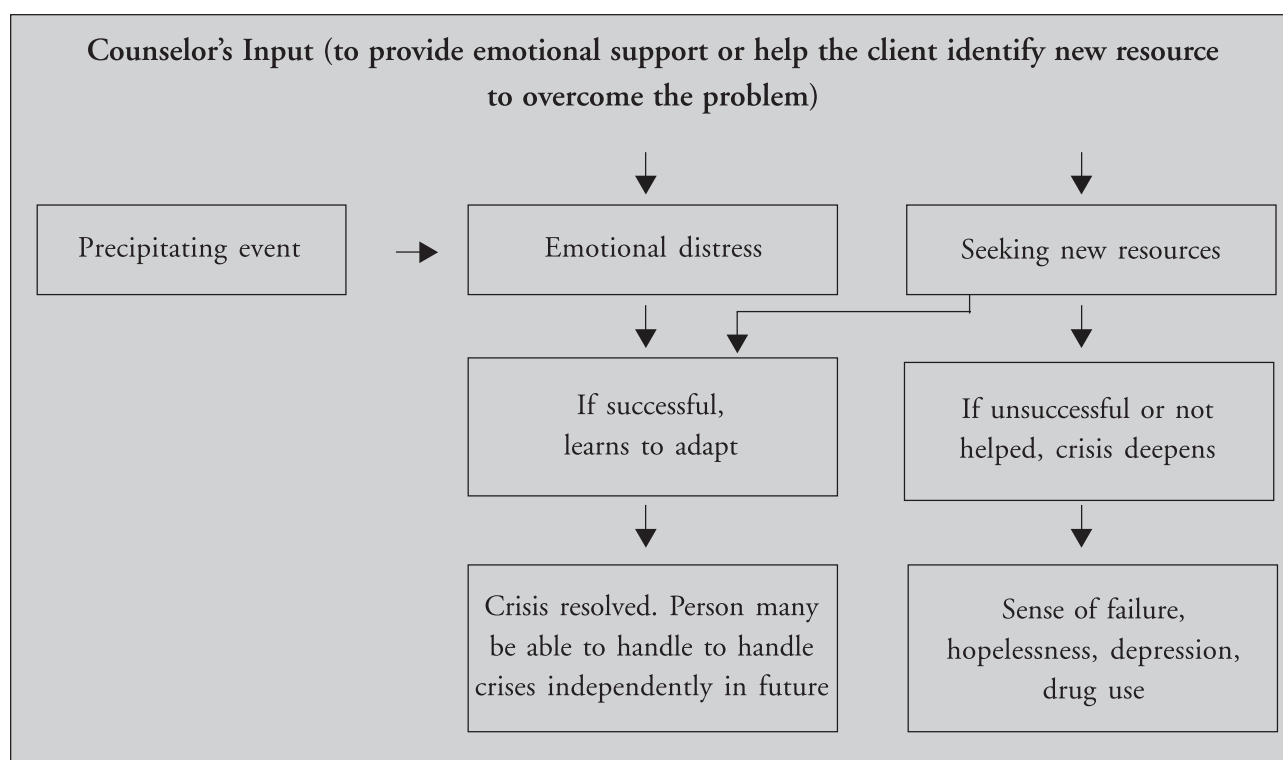 Counselor's Input (to provide emotional support or help the client identify new resource
to overcome the problem)
Precipitating event
Emotional distress
Seeking new resources
If successful,
learns to adapt
If unsuccessful or not
helped, crisis deepens
Crisis resolved. Person many
be able to handle to handle
crises independently in future
Sense of failure,
hopelessness, depression,
drug use